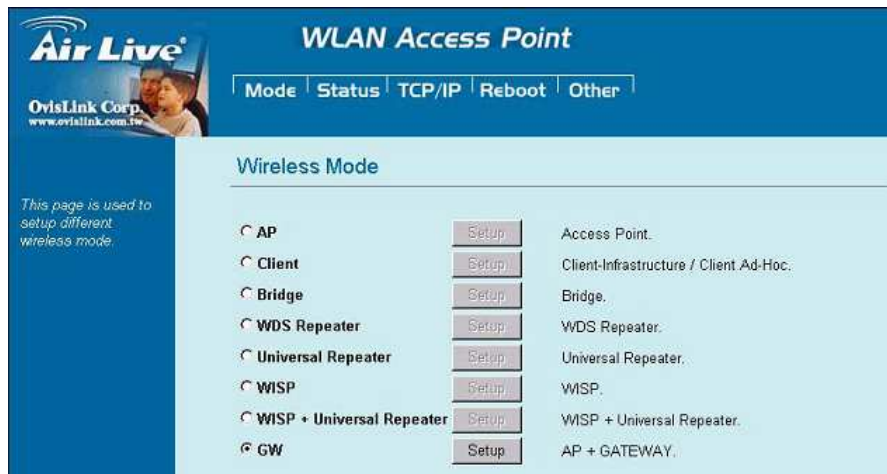 Air Live
OvisLink Corp.
www.ovislink.com.tw
WLAN Access Point
Mode Status TCP/IP Reboot Other
This page is used to
setup different
wireless mode.
Wireless Mode
AP Setup Access Point.
Client Setup Client-Infrastructure / Client Ad-Hoc.
Bridge Setup Bridge.
WDS Repeater Setup WDS Repeater.
Universal Repeater Setup Universal Repeater.
WISP Setup WISP.
WISP + Universal Repeater Setup WISP + Universal Repeater.
GW Setup AP + GATEWAY.